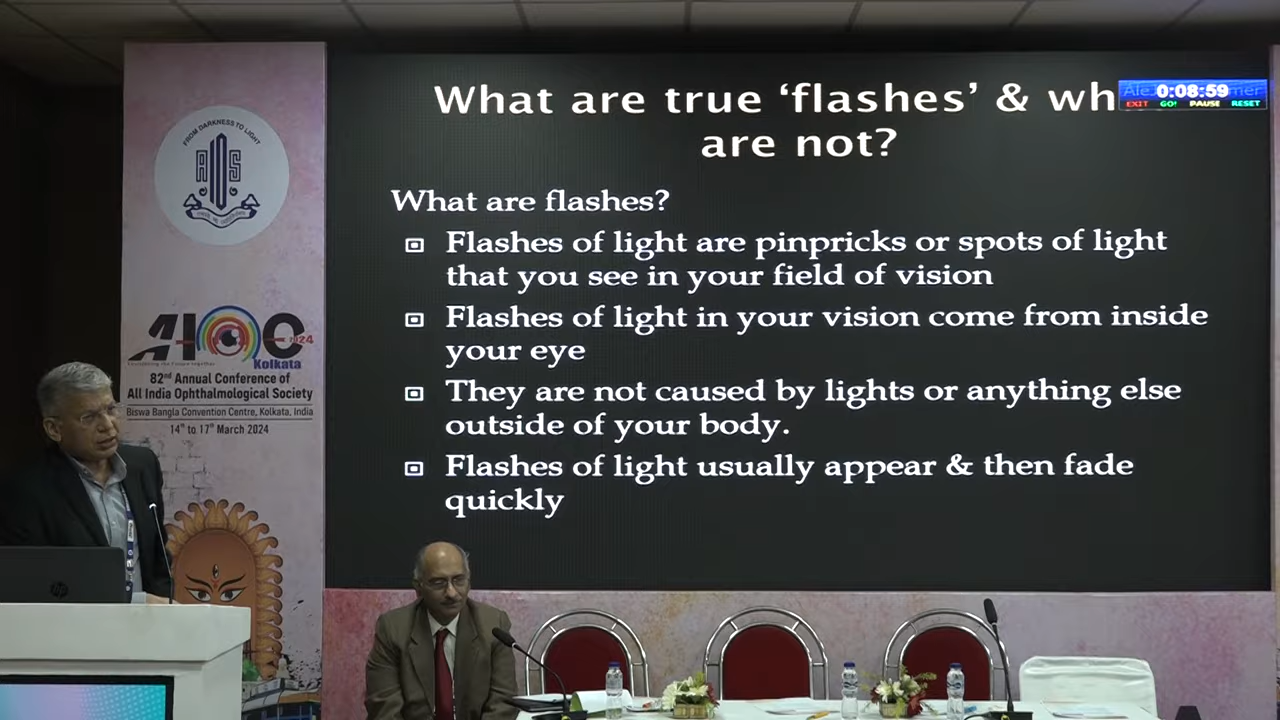 What are true ‘flashes’ & wh
are not?
0:08:59
EXIT GO! PAUSE RESET
What are flashes?
Flashes of light are pinpricks or spots of light
that you see in your field of vision
Flashes of light in your vision come from inside
your eye
They are not caused by lights or anything else
outside of your body.
Flashes of light usually appear & then fade
quickly
FROM DARKNESS TO LIGHT
AIOS
AIOC
2024
Kolkata
82nd Annual Conference of
All India Ophthalmological Society
Biswa Bangla Convention Centre, Kolkata, India
14th to 17th March 2024
hp